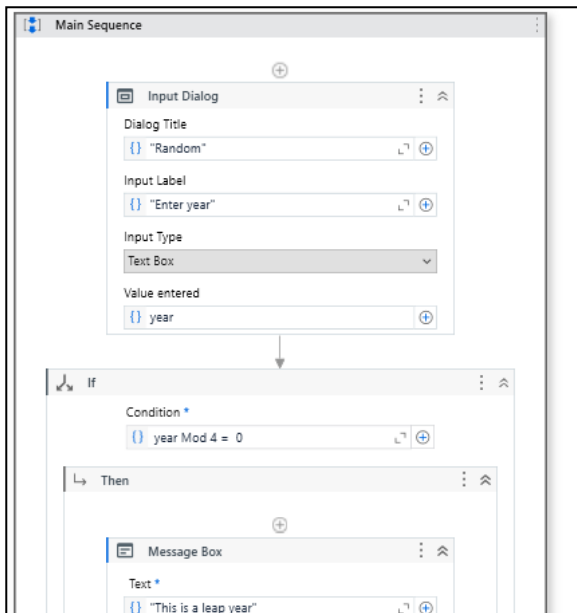 Main Sequence
Input Dialog
Dialog Title
"Random"
Input Label
"Enter year"
Input Type
Text Box
Value entered
year
If
Condition *
year Mod 4 = 0
Then
Message Box
Text *
"This is a leap year"